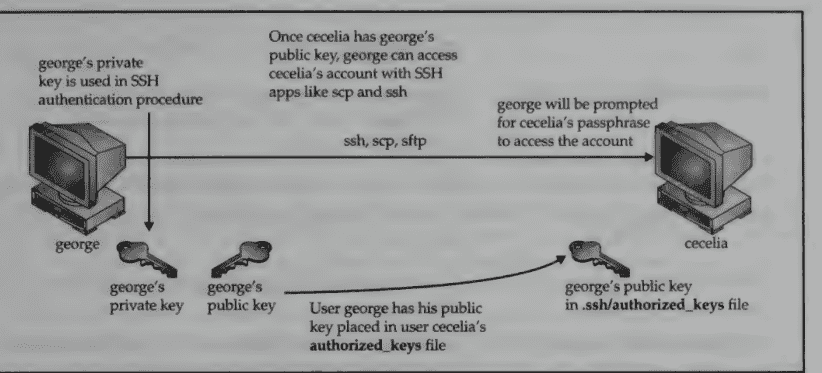 george's private
key is used in SSH
authentication procedure
Once cecelia has george's
public key, george can access
cecelia's account with SSH
apps like scp and ssh
george will be prompted
for cecelia's passphrase
to access the account
ssh, scp, sftp
george
cecelia
george's
private key
george's
public key
User george has his public
key placed in user cecelia's
authorized_keys file
george's public key
in .ssh/authorized_keys file